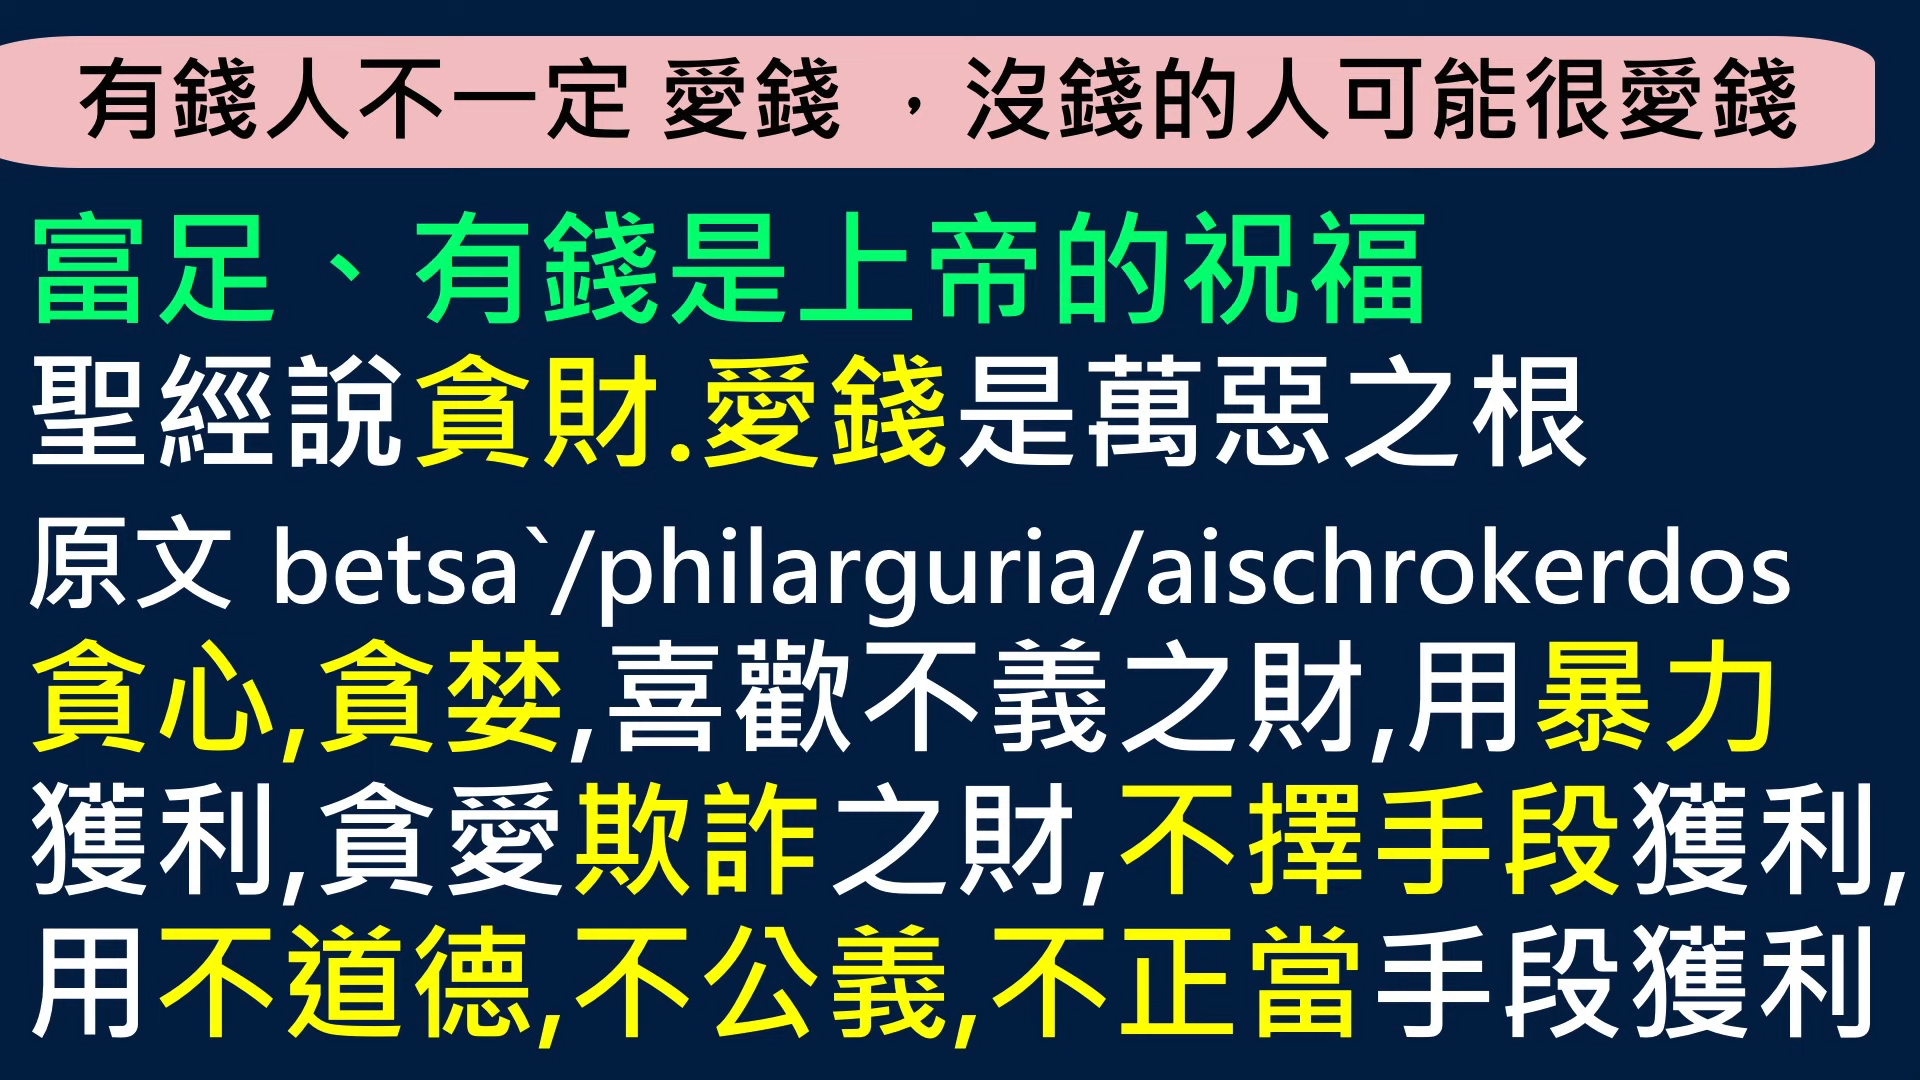 有錢人不一定 愛錢 ，沒錢的人可能很愛錢
富足、有錢是上帝的祝福
聖經說貪財.愛錢是萬惡之根
原文 betsa`/philarguria/aischrokerdos
貪心,貪婪,喜歡不義之財,用暴力
獲利,貪愛欺詐之財,不擇手段獲利,
用不道德,不公義,不正當手段獲利